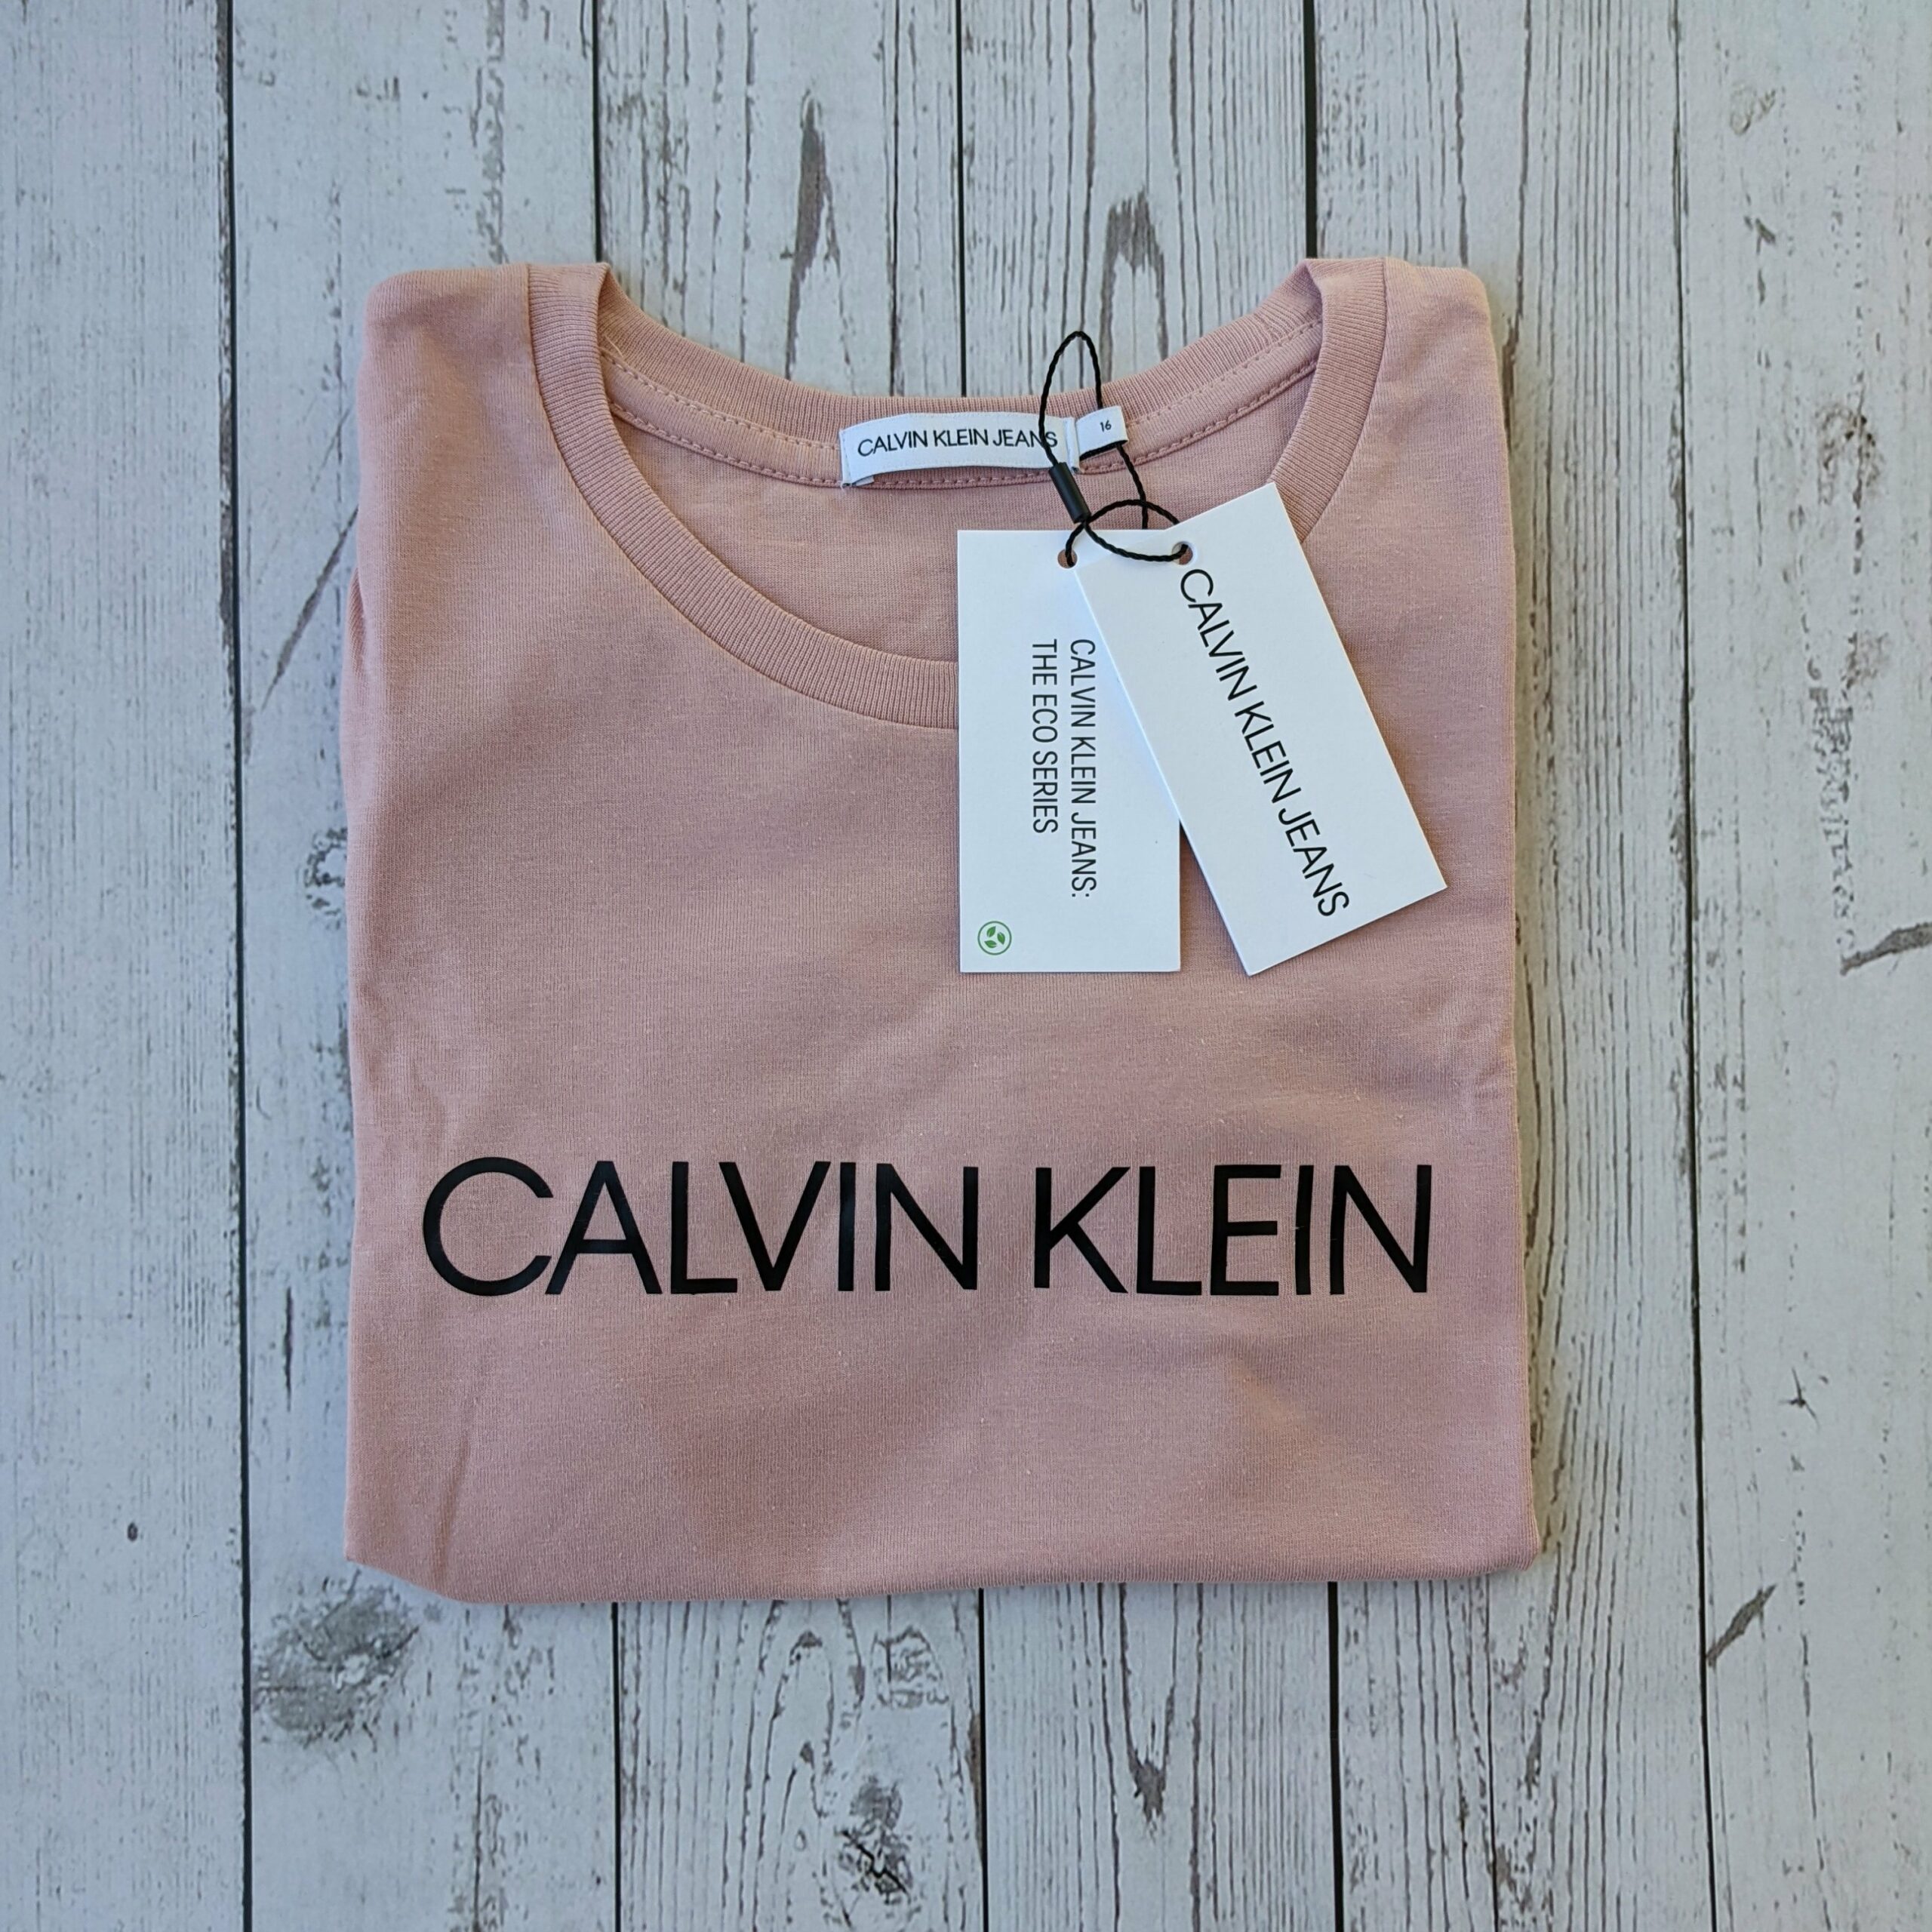 CALVIN KLEIN JEANS
16
CALVIN KLEIN JEANS:
THE ECO SERIES
CALVIN KLEIN JEANS
CALVIN KLEIN